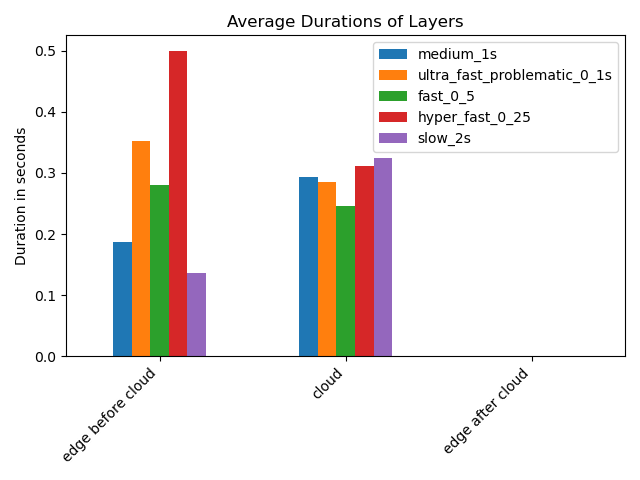 Average Durations of Layers
medium_1s
ultra_fast_problematic_0_1s
fast_0_5
hyper_fast_0_25
slow_2s
Duration in seconds
0.5
0.4
0.3
0.2
0.1
0.0
edge before cloud
cloud
edge after cloud